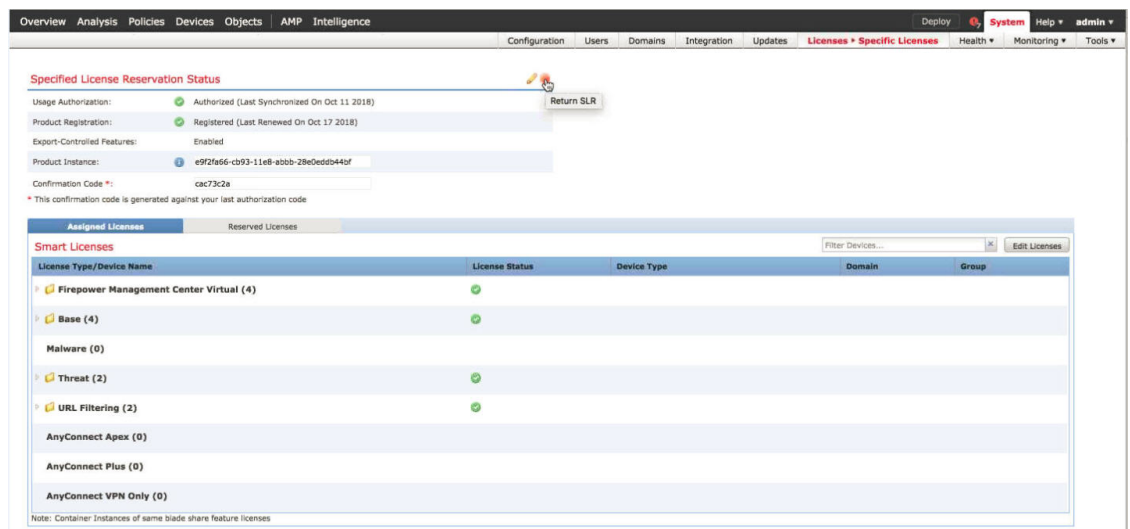 Overview Analysis Policies Devices Objects AMP Intelligence Deploy System Help admin
Configuration Users Domains Integration Updates Licenses Specific Licenses Health Monitoring Tools
Specified License Reservation Status
Return SLR
Usage Authorization: Authorized (Last Synchronized On Oct 11 2018)
Product Registration: Registered (Last Renewed On Oct 17 2018)
Export-Controlled Features: Enabled
Product Instance: e9f2fa66-cb93-11e8-abbb-28e0eddb44bf
Confirmation Code *: cac73c2a
* This confirmation code is generated against your last authorization code
Assigned Licenses Reserved Licenses
Smart Licenses Filter Devices... Edit Licenses
License Type/Device Name License Status Device Type Domain Group
Firepower Management Center Virtual (4)
Base (4)
Malware (0)
Threat (2)
URL Filtering (2)
AnyConnect Apex (0)
AnyConnect Plus (0)
AnyConnect VPN Only (0)
Note: Container Instances of same blade share feature licenses